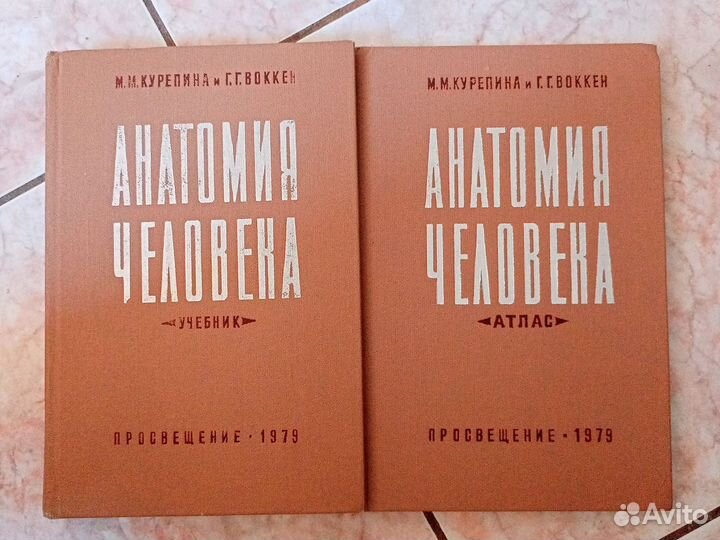 М.М.КУРЕПИНА и Г.Г.ВОККЕН
АНАТОМИЯ
ЧЕЛОВЕКА
УЧЕБНИК
ПРОСВЕЩЕНИЕ · 1979
М.М.КУРЕПИНА и Г.Г.ВОККЕН
АНАТОМИЯ
ЧЕЛОВЕКА
АТЛАС
ПРОСВЕЩЕНИЕ · 1979
Avito